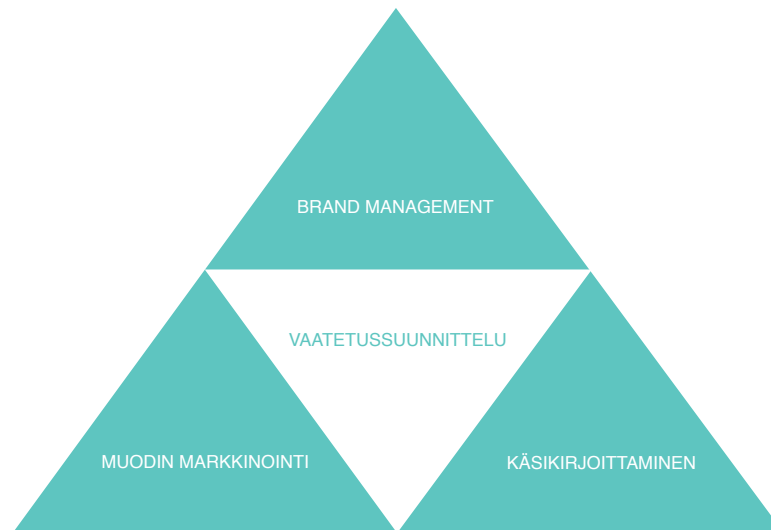 BRAND MANAGEMENT
VAATETUSSUUNNITTELU
MUODIN MARKKINOINTI
KÄSIKIRJOITTAMINEN